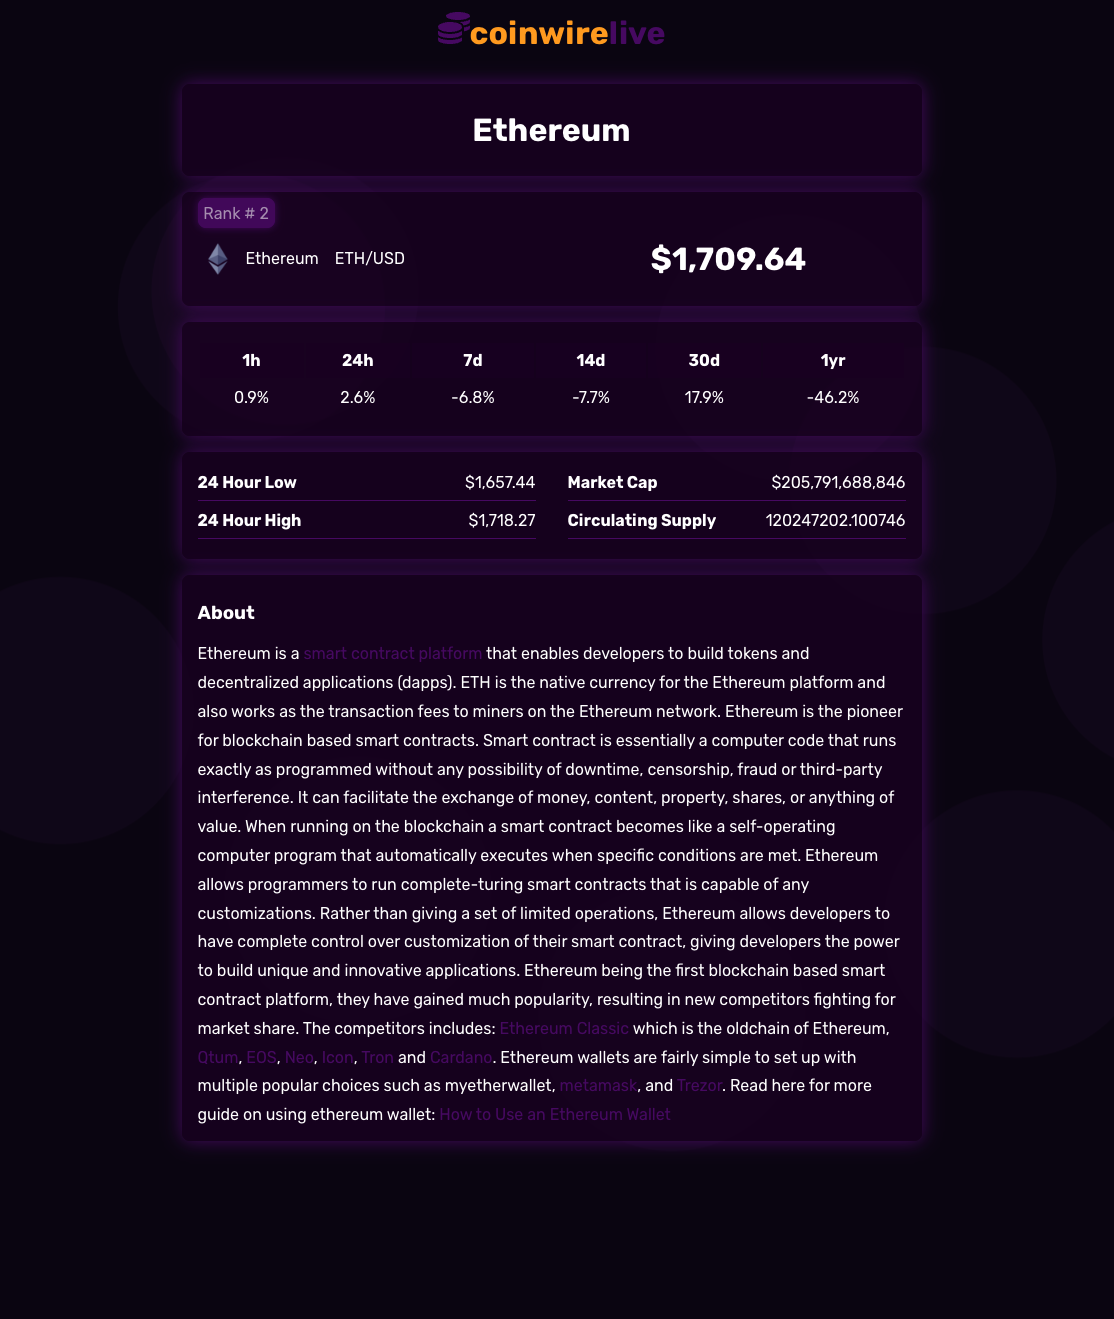 coinwirelive
Ethereum
Rank # 2
Ethereum ETH/USD $1,709.64
1h 24h 7d 14d 30d 1yr
0.9% 2.6% -6.8% -7.7% 17.9% -46.2%
24 Hour Low $1,657.44 Market Cap $205,791,688,846
24 Hour High $1,718.27 Circulating Supply 120247202.100746
About
Ethereum is a smart contract platform that enables developers to build tokens and
decentralized applications (dapps). ETH is the native currency for the Ethereum platform and
also works as the transaction fees to miners on the Ethereum network. Ethereum is the pioneer
for blockchain based smart contracts. Smart contract is essentially a computer code that runs
exactly as programmed without any possibility of downtime, censorship, fraud or third-party
interference. It can facilitate the exchange of money, content, property, shares, or anything of
value. When running on the blockchain a smart contract becomes like a self-operating
computer program that automatically executes when specific conditions are met. Ethereum
allows programmers to run complete-turing smart contracts that is capable of any
customizations. Rather than giving a set of limited operations, Ethereum allows developers to
have complete control over customization of their smart contract, giving developers the power
to build unique and innovative applications. Ethereum being the first blockchain based smart
contract platform, they have gained much popularity, resulting in new competitors fighting for
market share. The competitors includes: Ethereum Classic which is the oldchain of Ethereum,
Qtum, EOS, Neo, Icon, Tron and Cardano. Ethereum wallets are fairly simple to set up with
multiple popular choices such as myetherwallet, metamask, and Trezor. Read here for more
guide on using ethereum wallet: How to Use an Ethereum Wallet